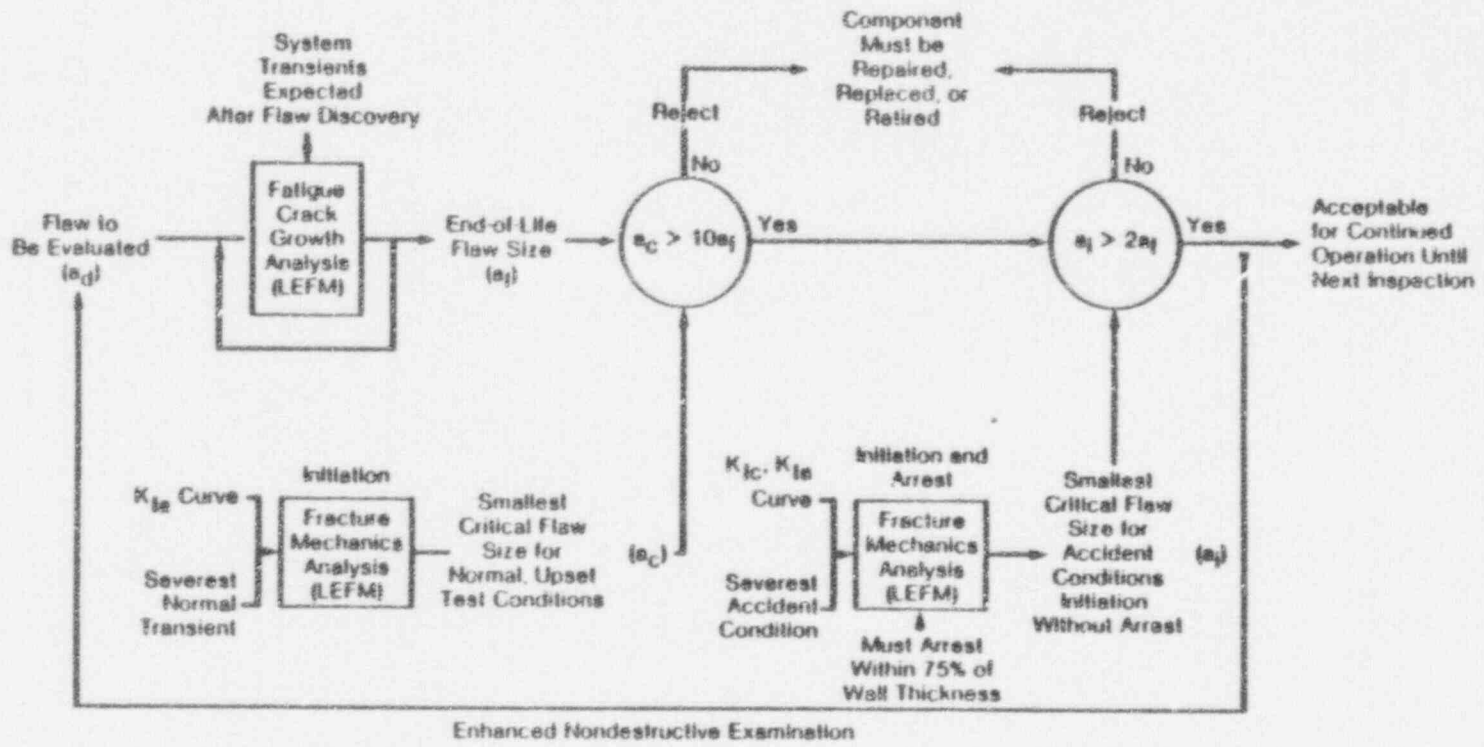 System
Transients
Expected
After Flaw Discovery
Component
Must be
Repaired,
Replaced, or
Retired
Reject
Reject
No
No
Flaw to
Be Evaluated
(a_d)
Fatigue
Crack
Growth
Analysis
(LEFM)
End-of-Life
Flaw Size
(a_f)
a_c > 10a_f
Yes
a_i > 2a_f
Yes
Acceptable
for Continued
Operation Until
Next Inspection
K_Ia Curve
Severest
Normal
Transient
Initiation
Fracture
Mechanics
Analysis
(LEFM)
Smallest
Critical Flaw
Size for
Normal, Upset
Test Conditions
(a_c)
K_Ic, K_Ia
Curve
Severest
Accident
Condition
Initiation and
Arrest
Fracture
Mechanics
Analysis
(LEFM)
Must Arrest
Within 75% of
Wall Thickness
Smallest
Critical Flaw
Size for
Accident
Conditions
Initiation
Without Arrest
(a_i)
Enhanced Nondestructive Examination